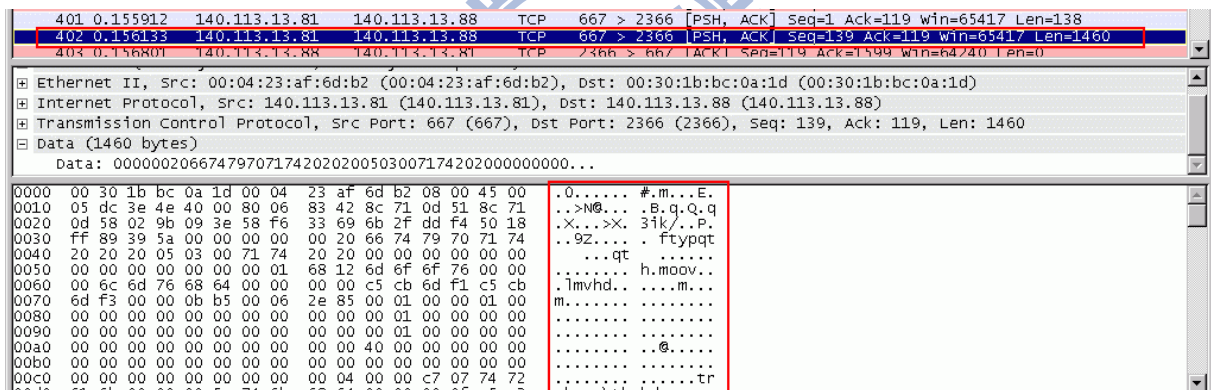 401 0.155912 140.113.13.81 140.113.13.88 TCP 667 > 2366 [PSH, ACK] Seq=1 Ack=119 Win=65417 Len=138
402 0.156133 140.113.13.81 140.113.13.88 TCP 667 > 2366 [PSH, ACK] Seq=139 Ack=119 Win=65417 Len=1460
403 0.156801 140.113.13.88 140.113.13.81 TCP 2366 > 667 [ACK] Seq=119 Ack=1599 Win=64240 Len=0
Ethernet II, Src: 00:04:23:af:6d:b2 (00:04:23:af:6d:b2), Dst: 00:30:1b:bc:0a:1d (00:30:1b:bc:0a:1d)
Internet Protocol, Src: 140.113.13.81 (140.113.13.81), Dst: 140.113.13.88 (140.113.13.88)
Transmission Control Protocol, Src Port: 667 (667), Dst Port: 2366 (2366), Seq: 139, Ack: 119, Len: 1460
Data (1460 bytes)
Data: 00000020667479707174202020050300717420200000000000...
0000 00 30 1b bc 0a 1d 00 04 23 af 6d b2 08 00 45 00 .0...... #.m...E.
0010 05 dc 3e 4e 40 00 80 06 83 42 8c 71 0d 51 8c 71 ..>N@... .B.q.Q.q
0020 0d 58 02 9b 09 3e 58 f6 33 69 6b 2f dd f4 50 18 .X...>X. 3ik/..P.
0030 ff 89 39 5a 00 00 00 00 00 20 66 74 79 70 71 74 ..9Z.... . ftypqt
0040 20 20 20 05 03 00 71 74 20 20 00 00 00 00 00 00 ...qt ......
0050 00 00 00 00 00 00 00 01 68 12 6d 6f 6f 76 00 00 ........ h.moov..
0060 00 6c 6d 76 68 64 00 00 00 00 c5 cb 6d f1 c5 cb .lmvhd.. ....m...
0070 6d f3 00 00 0b b5 00 06 2e 85 00 01 00 00 01 00 m....... ........
0080 00 00 00 00 00 00 00 00 00 00 01 00 00 00 00 00 ........ ........
0090 00 00 00 00 00 00 00 00 00 00 01 00 00 00 00 00 ........ ........
00a0 00 00 00 00 00 00 00 00 00 00 40 00 00 00 00 00 ........ ..@.....
00b0 00 00 00 00 00 00 00 00 00 00 00 00 00 00 00 00 ........ ........
00c0 00 00 00 00 00 00 00 00 00 04 00 00 c7 07 74 72 ........ ......tr